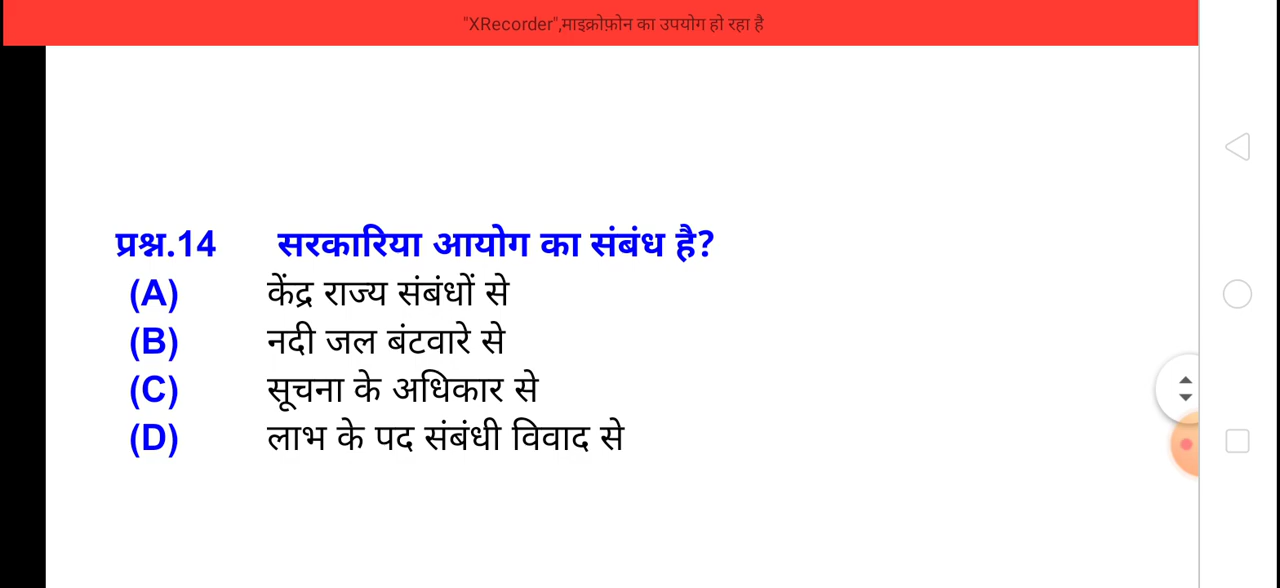 "XRecorder",माइक्रोफ़ोन का उपयोग हो रहा है
प्रश्न.14 सरकारिया आयोग का संबंध है?
(A) केंद्र राज्य संबंधों से
(B) नदी जल बंटवारे से
(C) सूचना के अधिकार से
(D) लाभ के पद संबंधी विवाद से